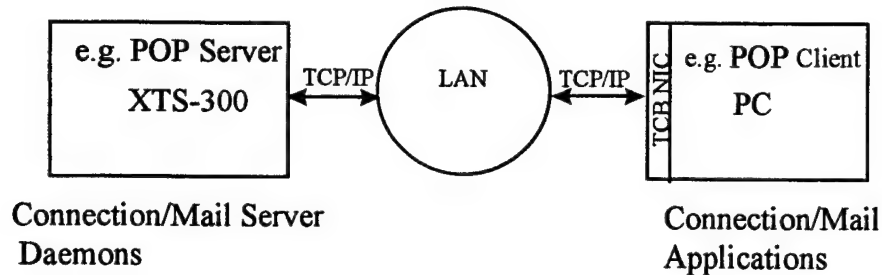 e.g. POP Server
XTS-300
TCP/IP
LAN
TCP/IP
TCB NIC
e.g. POP Client
PC
Connection/Mail Server
Daemons
Connection/Mail
Applications